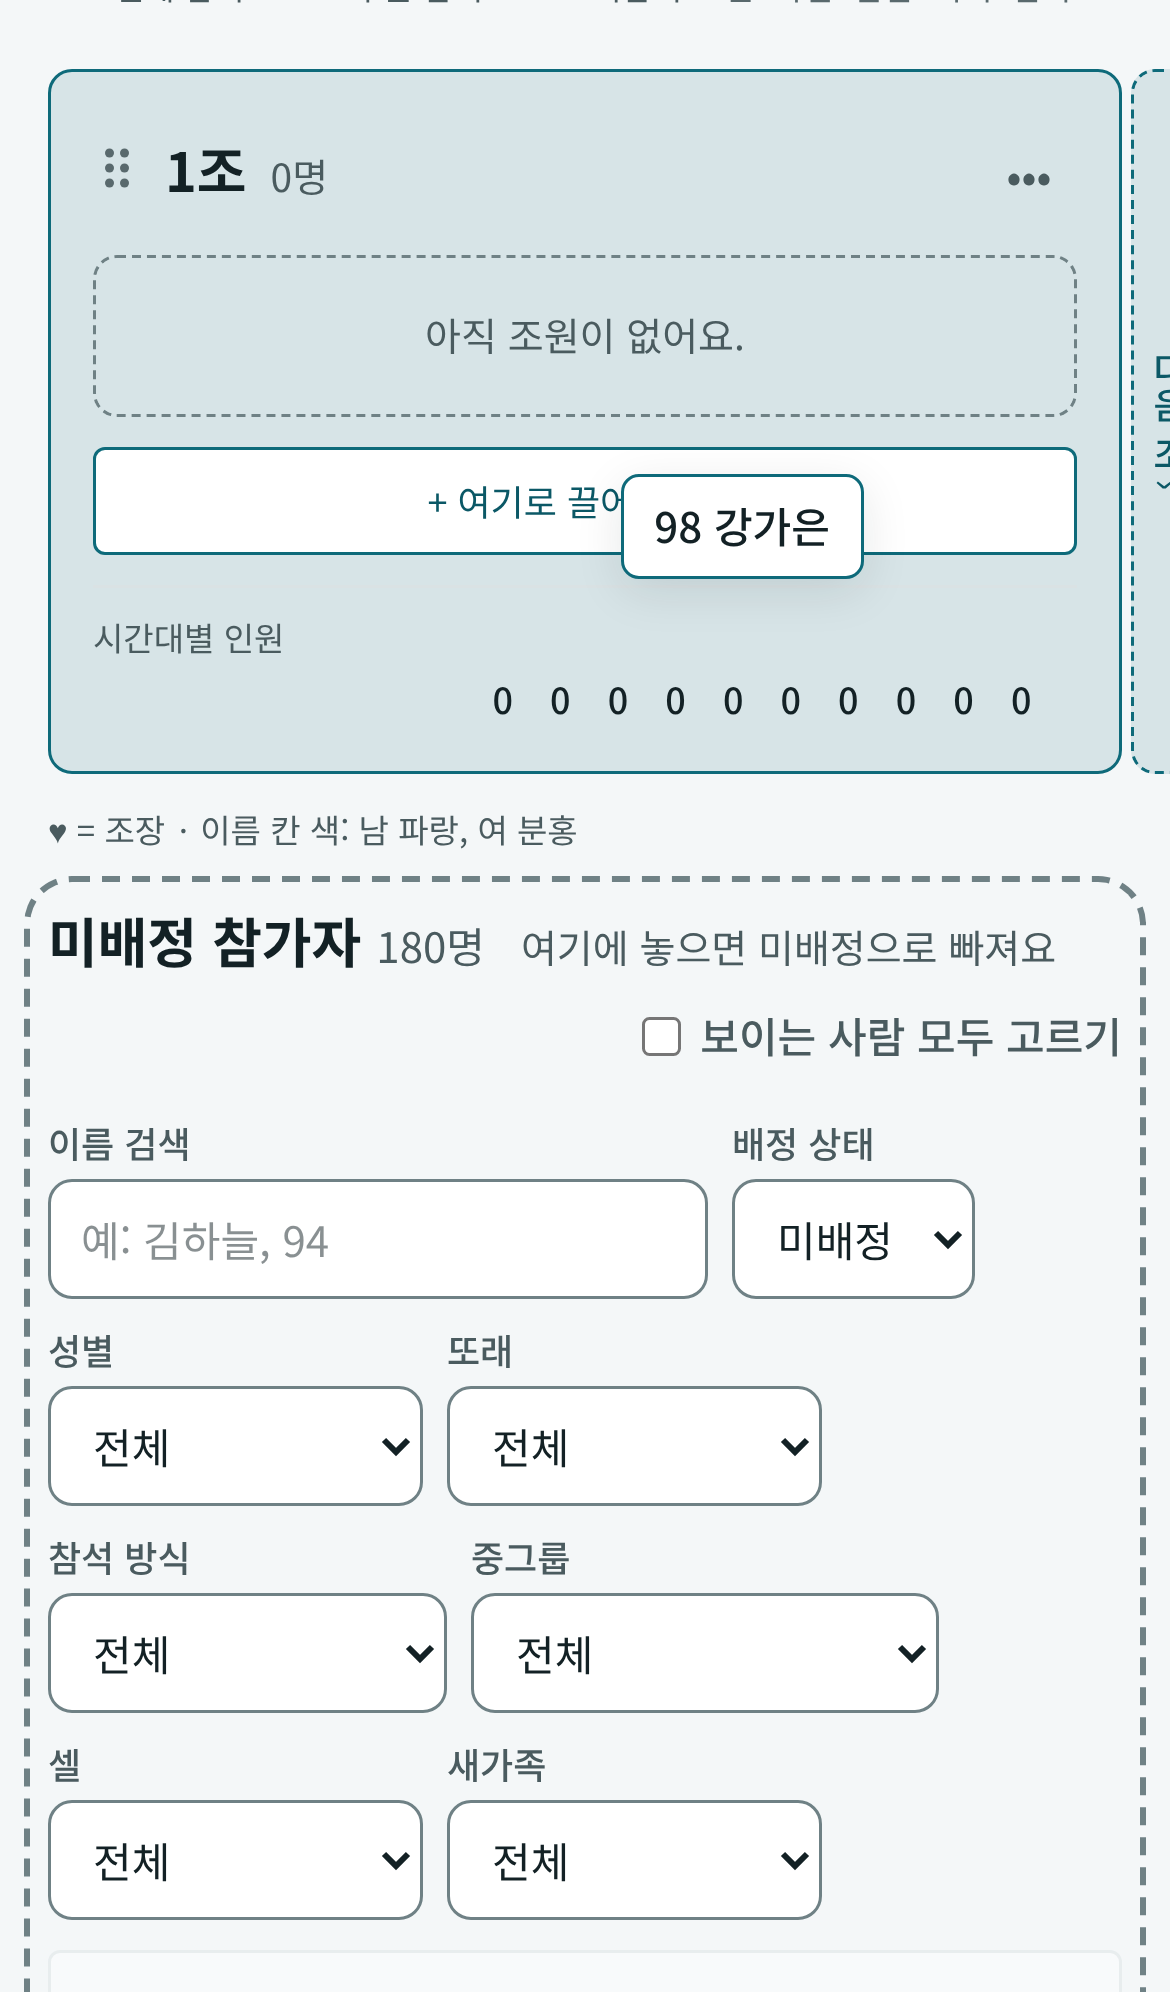 1조 0명
아직 조원이 없어요.
+ 여기로 끌어
98 강가은
시간대별 인원
0 0 0 0 0 0 0 0 0 0
♥ = 조장 · 이름 칸 색: 남 파랑, 여 분홍
미배정 참가자 180명 여기에 놓으면 미배정으로 빠져요
보이는 사람 모두 고르기
이름 검색 배정 상태
예: 김하늘, 94 미배정
성별 또래
전체 전체
참석 방식 중그룹
전체 전체
셀 새가족
전체 전체